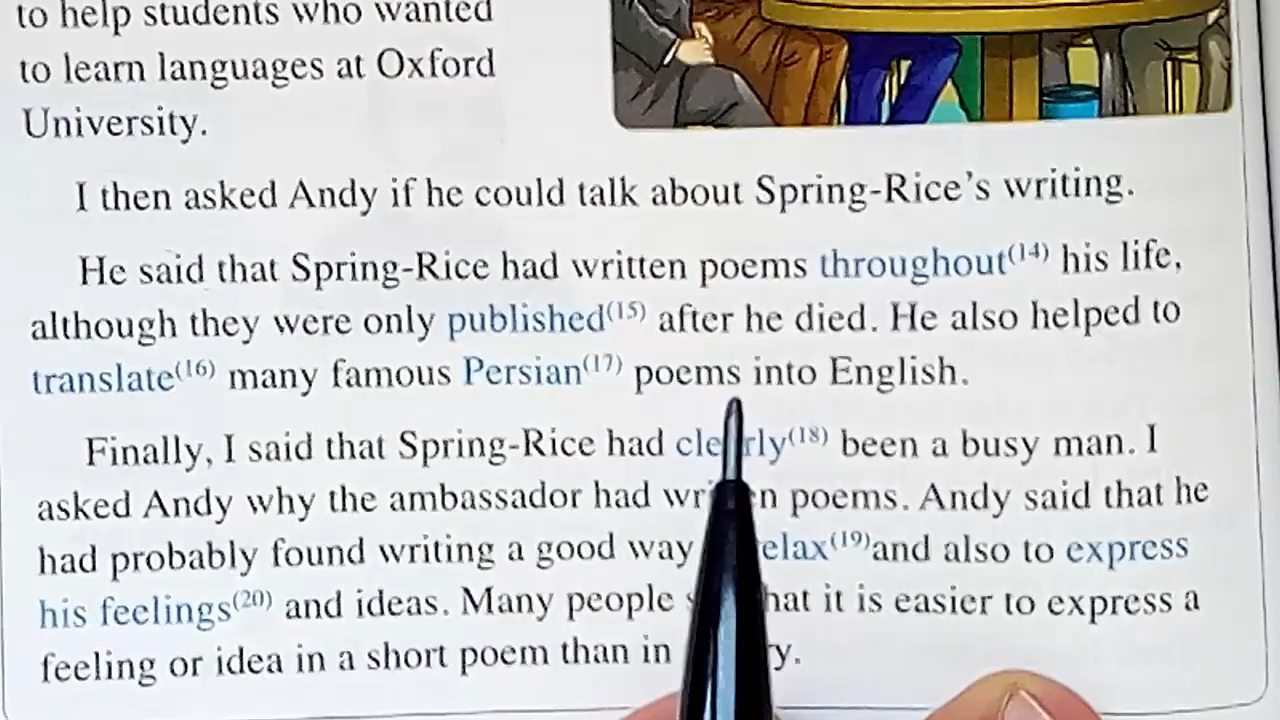 to help students who wanted
to learn languages at Oxford
University.
I then asked Andy if he could talk about Spring-Rice's writing.
He said that Spring-Rice had written poems throughout(14) his life,
although they were only published(15) after he died. He also helped to
translate(16) many famous Persian(17) poems into English.
Finally, I said that Spring-Rice had clearly(18) been a busy man. I
asked Andy why the ambassador had written poems. Andy said that he
had probably found writing a good way relax(19)and also to express
his feelings(20) and ideas. Many people that it is easier to express a
feeling or idea in a short poem than in